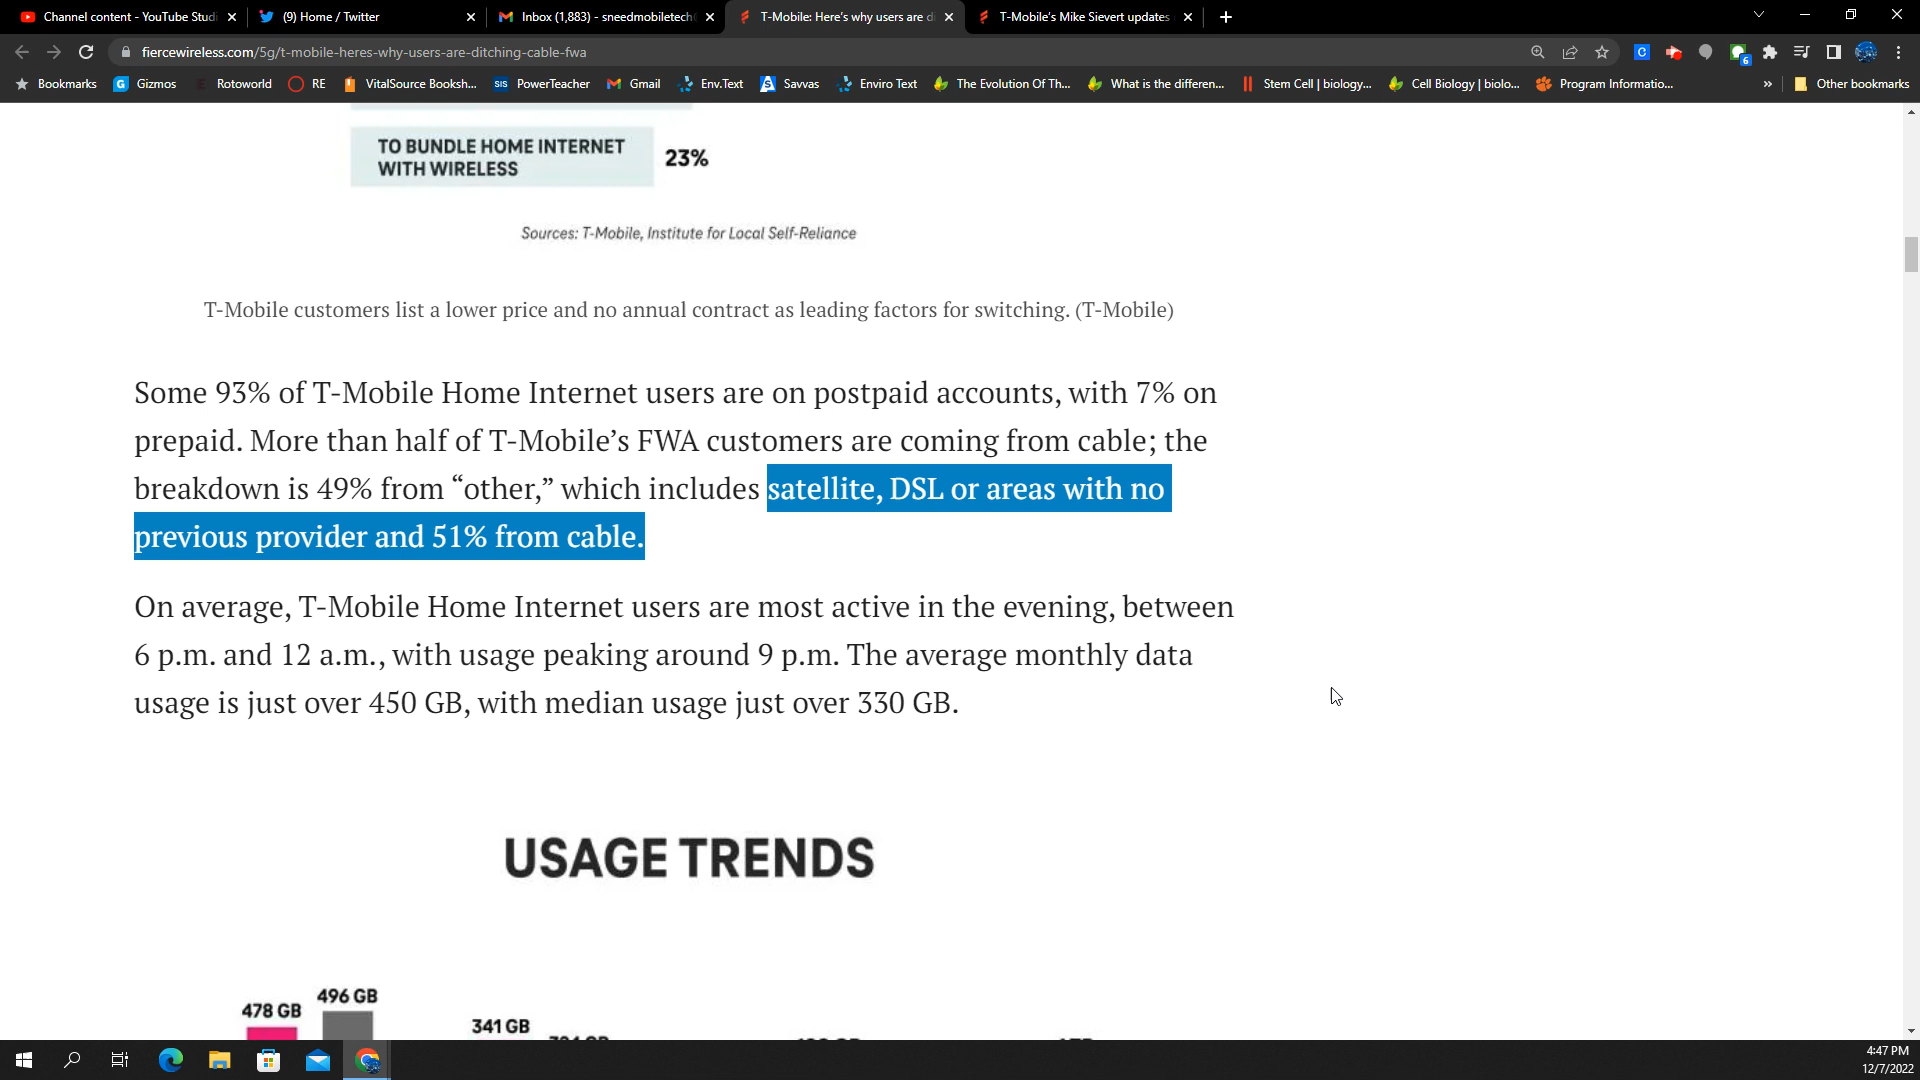 Channel content - YouTube Studi
(9) Home / Twitter
Inbox (1,883) - sneedmobiletech
T-Mobile: Here's why users are di
T-Mobile's Mike Sievert updates
fiercewireless.com/5g/t-mobile-heres-why-users-are-ditching-cable-fwa
6
Bookmarks
Gizmos
Rotoworld
RE
VitalSource Booksh...
SIS PowerTeacher
Gmail
Env.Text
Savvas
Enviro Text
The Evolution Of Th...
What is the differen...
Stem Cell | biology...
Cell Biology | biolo...
Program Informatio...
»
Other bookmarks
TO BUNDLE HOME INTERNET
WITH WIRELESS
23%
Sources: T-Mobile, Institute for Local Self-Reliance
T-Mobile customers list a lower price and no annual contract as leading factors for switching. (T-Mobile)
Some 93% of T-Mobile Home Internet users are on postpaid accounts, with 7% on
prepaid. More than half of T-Mobile’s FWA customers are coming from cable; the
breakdown is 49% from “other,” which includes satellite, DSL or areas with no
previous provider and 51% from cable.
On average, T-Mobile Home Internet users are most active in the evening, between
6 p.m. and 12 a.m., with usage peaking around 9 p.m. The average monthly data
usage is just over 450 GB, with median usage just over 330 GB.
USAGE TRENDS
478 GB
496 GB
341 GB
4:47 PM
12/7/2022